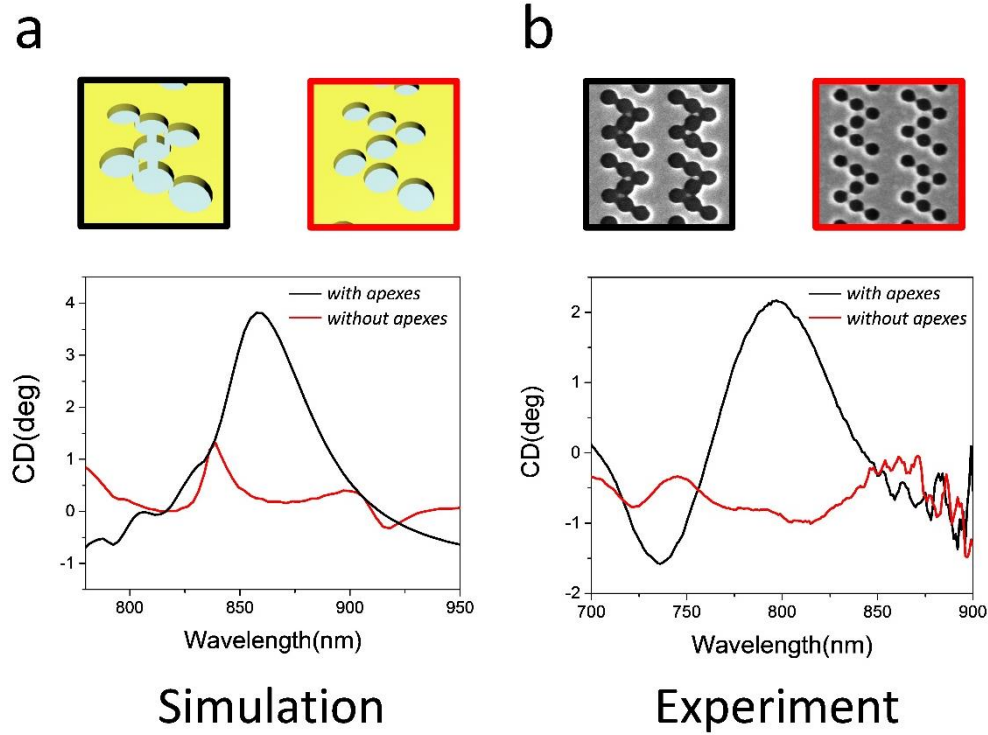 a
b
4
3
2
1
0
-1
CD(deg)
with apexes
without apexes
800
850
900
950
Wavelength(nm)
2
1
0
-1
-2
CD(deg)
with apexes
without apexes
700
750
800
850
900
Wavelength(nm)
Simulation
Experiment